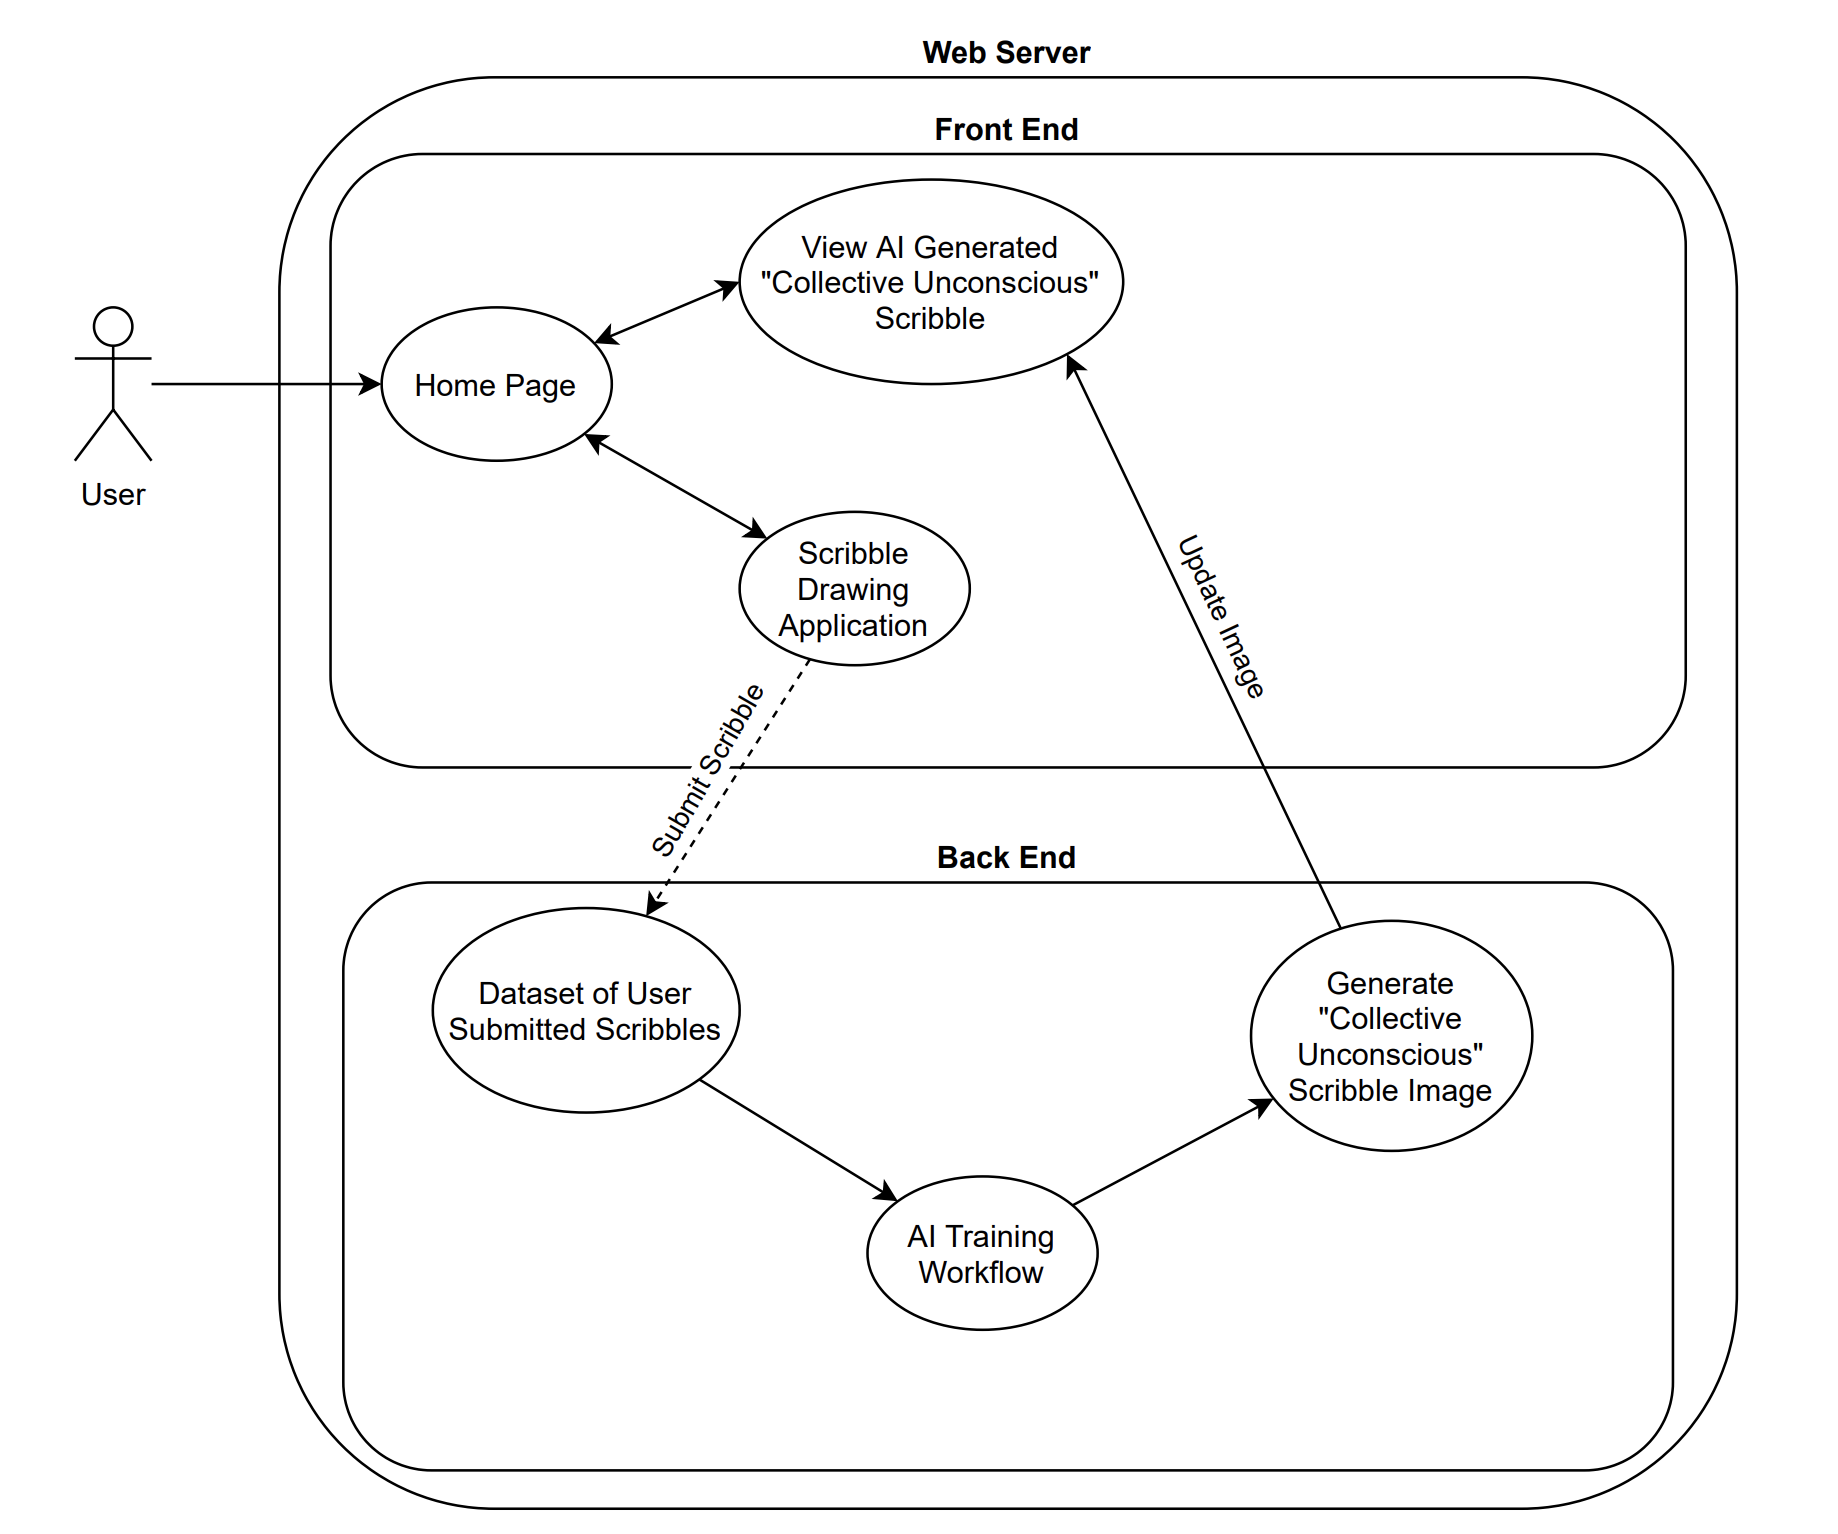 Web Server
Front End
View AI Generated
"Collective Unconscious"
Scribble
Home Page
User
Scribble
Drawing
Application
Update Image
Submit Scribble
Back End
Dataset of User
Submitted Scribbles
Generate
"Collective
Unconscious"
Scribble Image
AI Training
Workflow